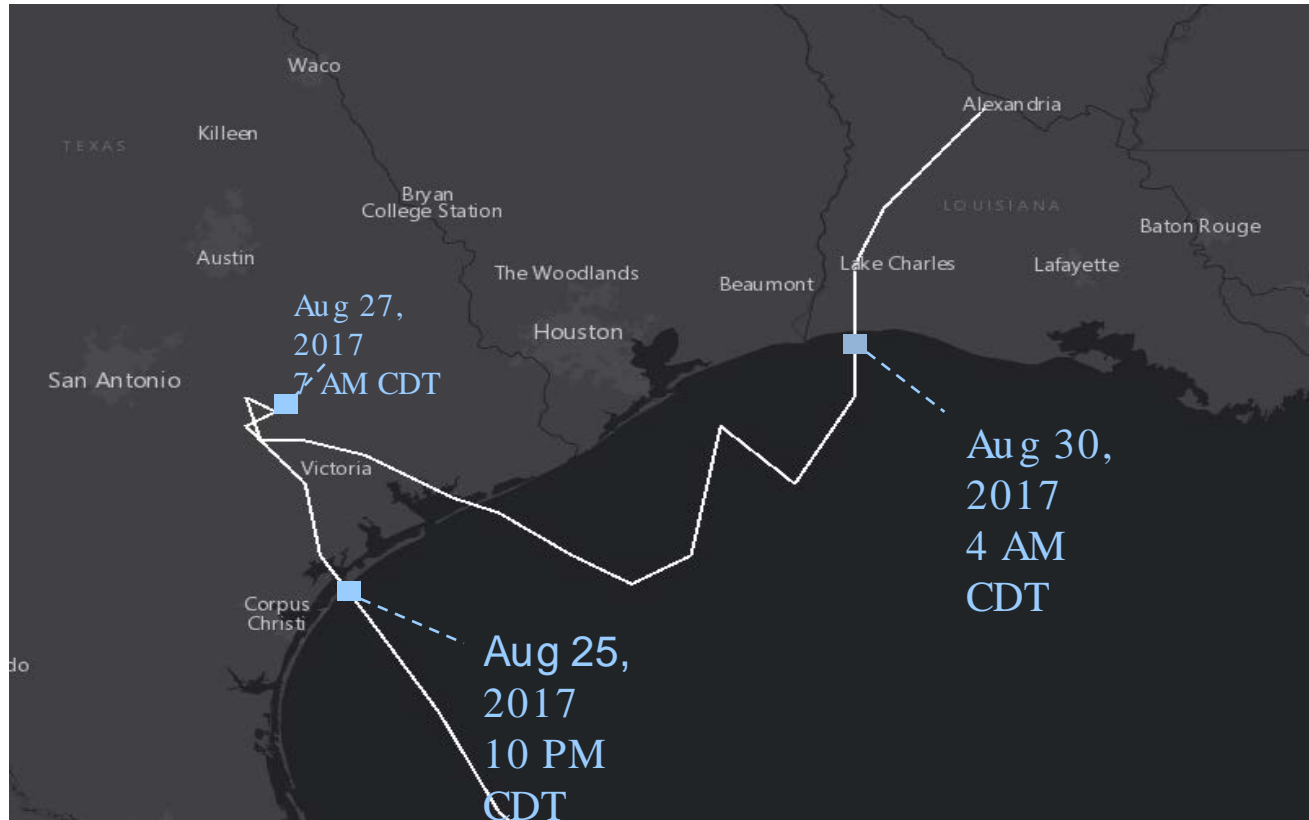 Waco
Alexandria
Killeen
TEXAS
Bryan
College Station
LOUISIANA
Baton Rouge
Austin
The Woodlands
Beaumont
Lake Charles
Lafayette
Aug 27,
2017
7 AM CDT
Houston
San Antonio
Victoria
Aug 30,
2017
4 AM
CDT
Corpus
Christi
do
Aug 25,
2017
10 PM
CDT